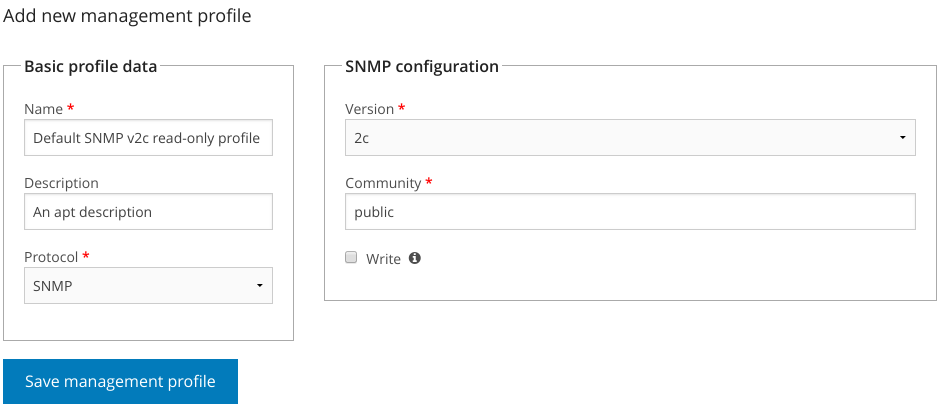 Add new management profile
Basic profile data
Name *
Default SNMP v2c read-only profile
Description
An apt description
Protocol *
SNMP
SNMP configuration
Version *
2c
Community *
public
Write
Save management profile